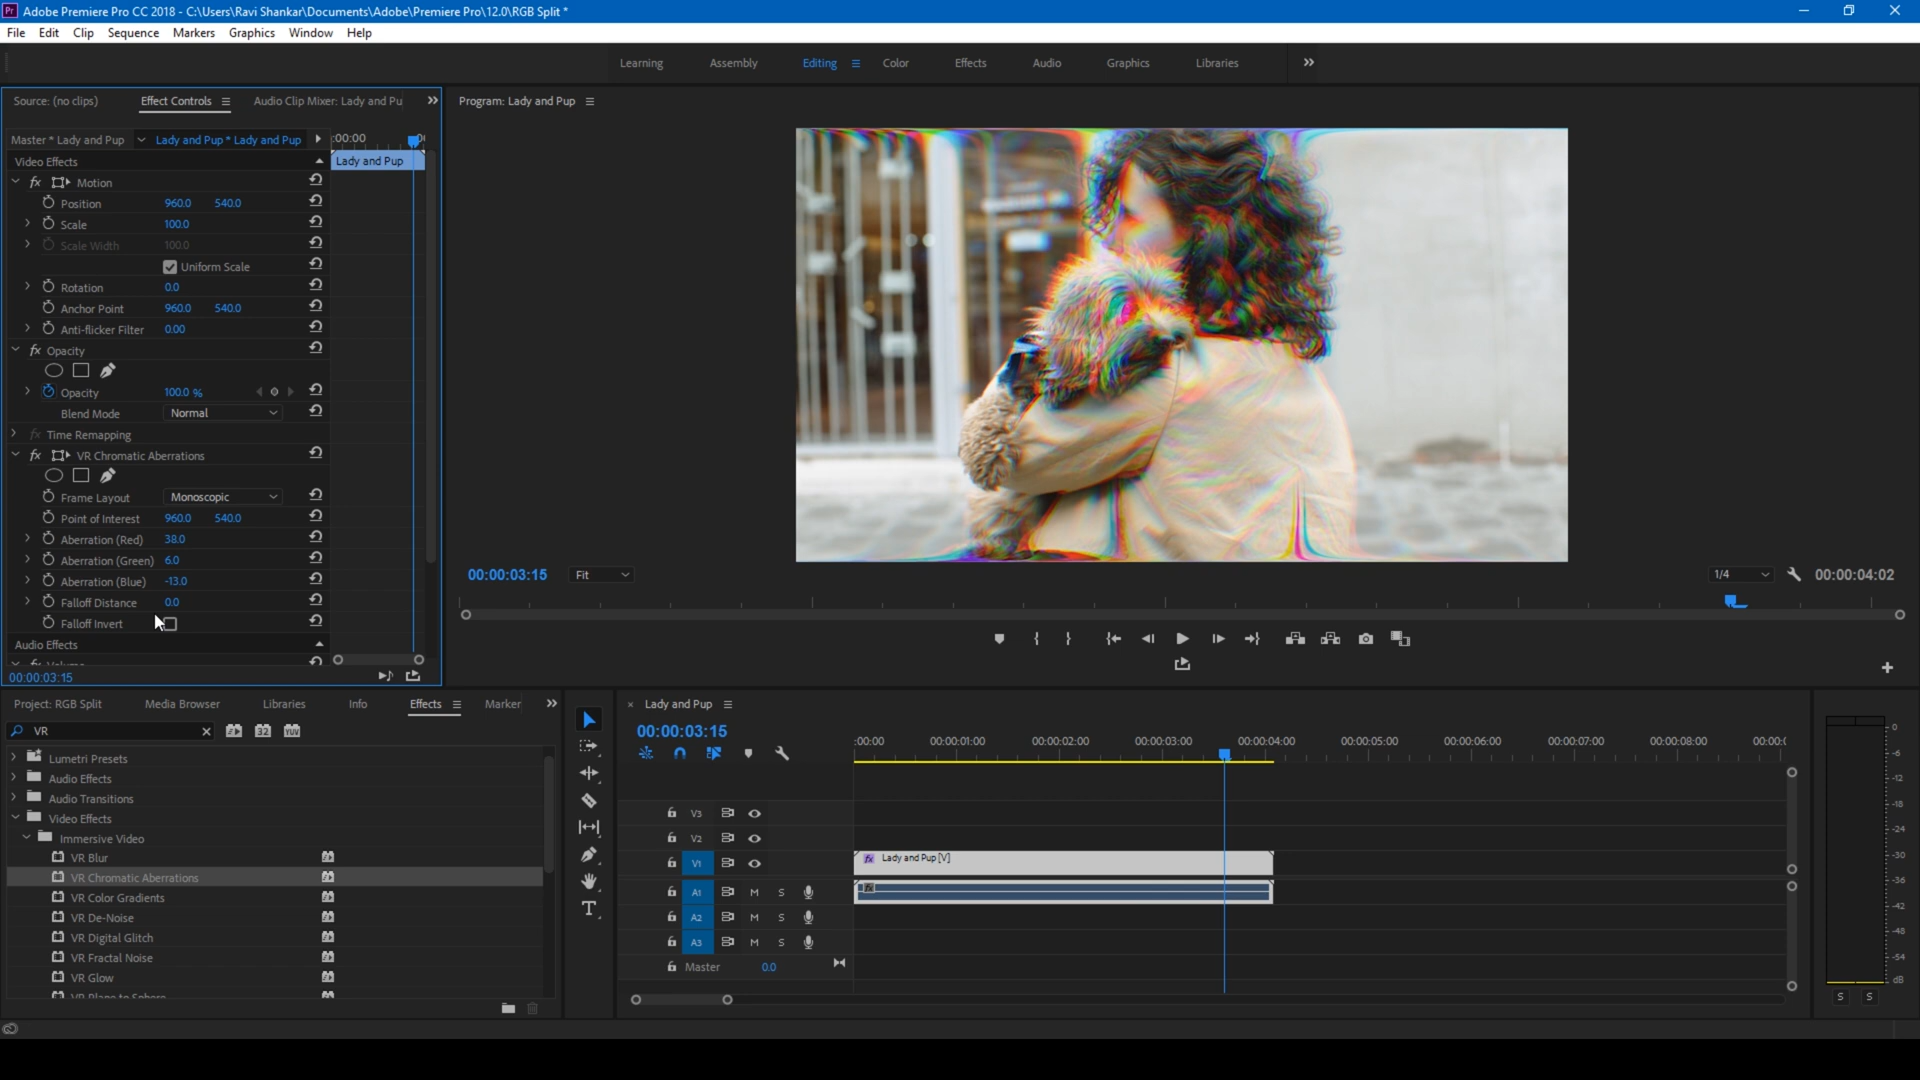 Adobe Premiere Pro CC 2018 - C:\Users\Ravi Shankar\Documents\Adobe\Premiere Pro\12.0\RGB Split *
File Edit Clip Sequence Markers Graphics Window Help
Learning Assembly Editing Color Effects Audio Graphics Libraries
Source: (no clips) Effect Controls Audio Clip Mixer: Lady and Pu
Program: Lady and Pup
Master * Lady and Pup Lady and Pup * Lady and Pup :00:00
Video Effects Lady and Pup
fx Motion
Position 960.0 540.0
Scale 100.0
Scale Width 100.0
Uniform Scale
Rotation 0.0
Anchor Point 960.0 540.0
Anti-flicker Filter 0.00
fx Opacity
Opacity 100.0 %
Blend Mode Normal
fx Time Remapping
fx VR Chromatic Aberrations
Frame Layout Monoscopic
Point of Interest 960.0 540.0
Aberration (Red) 38.0
Aberration (Green) 6.0
Aberration (Blue) -13.0
Falloff Distance 0.0
Falloff Invert
Audio Effects
00:00:03:15
00:00:03:15 Fit 1/4 00:00:04:02
Project: RGB Split Media Browser Libraries Info Effects Marker
VR 32 YUV
Lumetri Presets
Audio Effects
Audio Transitions
Video Effects
Immersive Video
VR Blur
VR Chromatic Aberrations
VR Color Gradients
VR De-Noise
VR Digital Glitch
VR Fractal Noise
VR Glow
VR Plane to Sphere
× Lady and Pup
00:00:03:15
:00:00 00:00:01:00 00:00:02:00 00:00:03:00 00:00:04:00 00:00:05:00 00:00:06:00 00:00:07:00 00:00:08:00 00:00:0
V3
V2
V1 fx Lady and Pup [V]
A1 M S
A2 M S
A3 M S
Master 0.0
0
-6
-12
-18
-24
-30
-36
-42
-48
-54
dB
S S